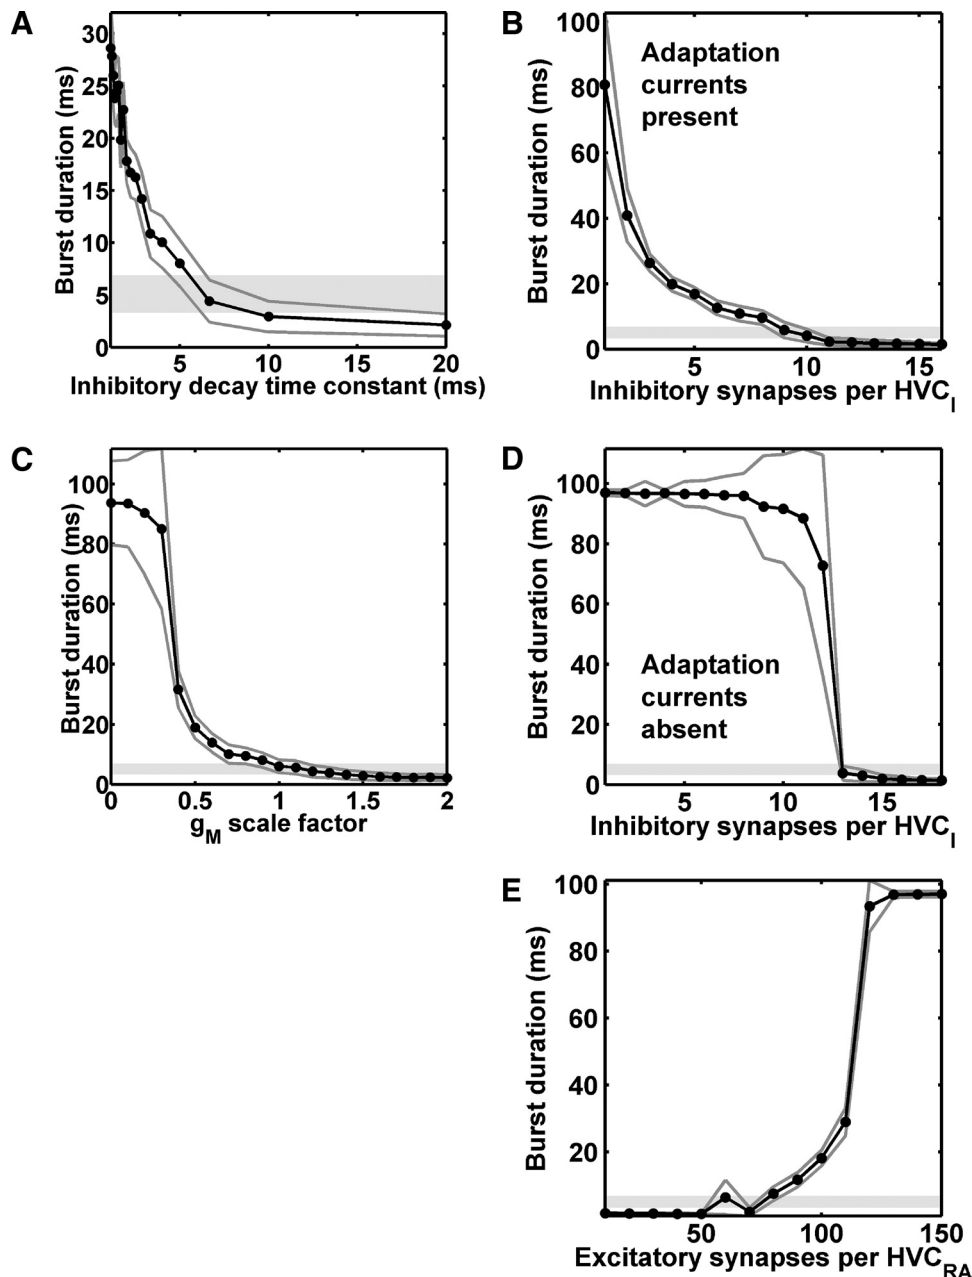 A
Burst duration (ms)
30
25
20
15
10
5
0
5
10
15
20
Inhibitory decay time constant (ms)
B
Burst duration (ms)
100
80
60
40
20
0
Adaptation
currents
present
5
10
15
Inhibitory synapses per HVC_I
C
Burst duration (ms)
100
80
60
40
20
0
0
0.5
1
1.5
2
g_M scale factor
D
Burst duration (ms)
100
80
60
40
20
0
Adaptation
currents
absent
5
10
15
Inhibitory synapses per HVC_I
E
Burst duration (ms)
100
80
60
40
20
0
50
100
150
Excitatory synapses per HVC_RA